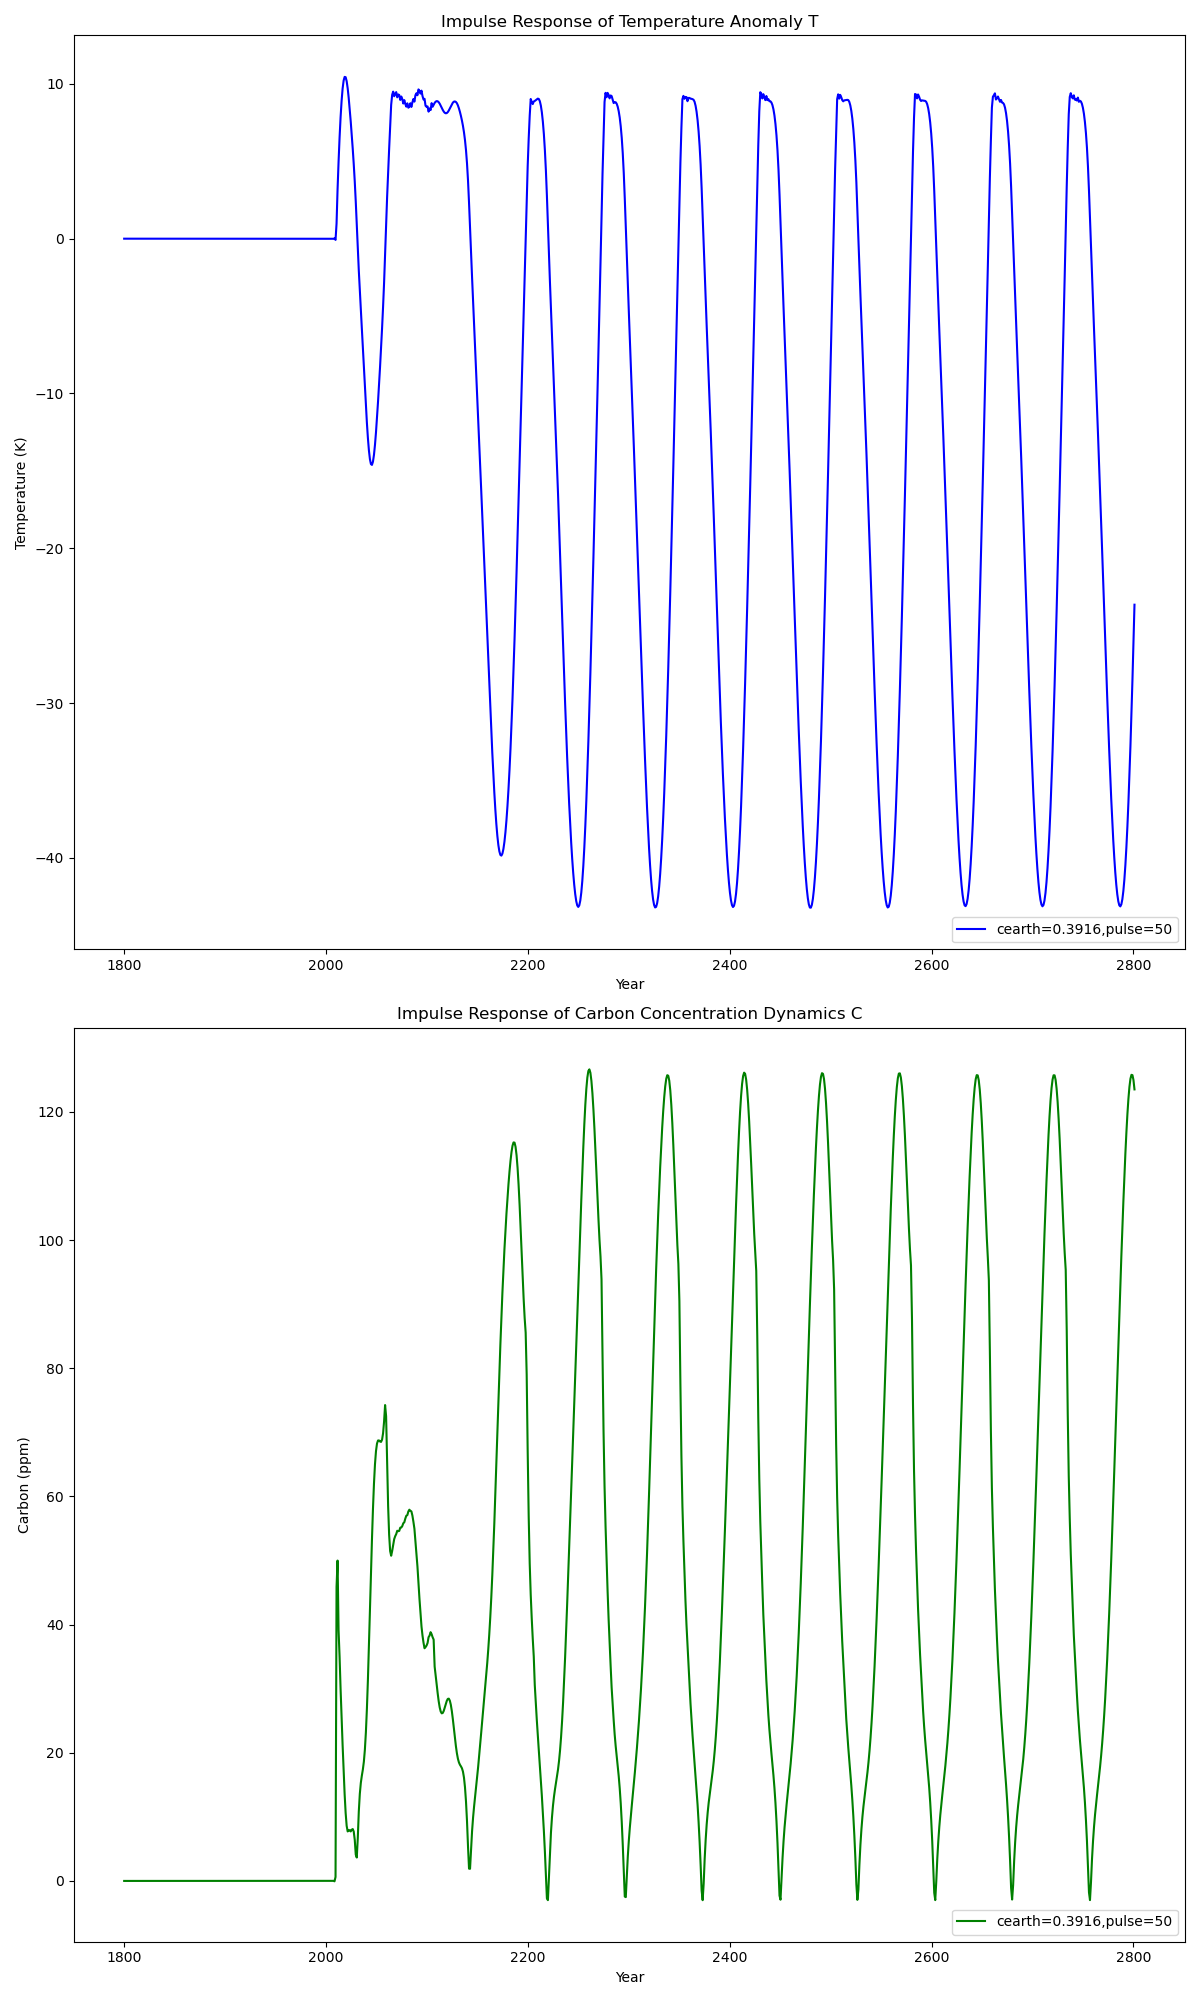 Impulse Response of Temperature Anomaly T
10
0
−10
−20
−30
−40
Temperature (K)
cearth=0.3916,pulse=50
1800 2000 2200 2400 2600 2800
Year
Impulse Response of Carbon Concentration Dynamics C
120
100
80
60
40
20
0
Carbon (ppm)
cearth=0.3916,pulse=50
1800 2000 2200 2400 2600 2800
Year